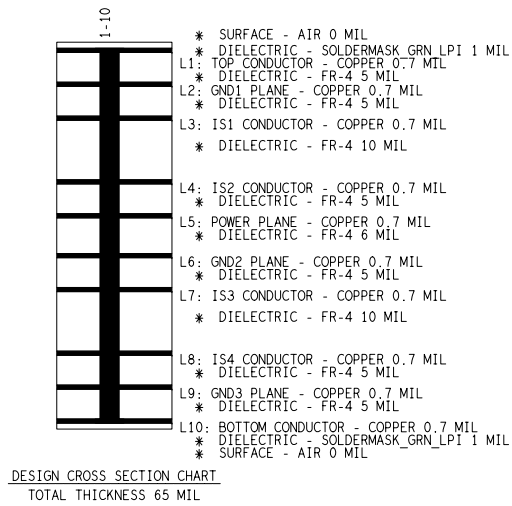 1-10
* SURFACE - AIR 0 MIL
* DIELECTRIC - SOLDERMASK_GRN_LPI 1 MIL
L1: TOP CONDUCTOR - COPPER 0.7 MIL
* DIELECTRIC - FR-4 5 MIL
L2: GND1 PLANE - COPPER 0.7 MIL
* DIELECTRIC - FR-4 5 MIL
L3: IS1 CONDUCTOR - COPPER 0.7 MIL
* DIELECTRIC - FR-4 10 MIL
L4: IS2 CONDUCTOR - COPPER 0.7 MIL
* DIELECTRIC - FR-4 5 MIL
L5: POWER PLANE - COPPER 0.7 MIL
* DIELECTRIC - FR-4 6 MIL
L6: GND2 PLANE - COPPER 0.7 MIL
* DIELECTRIC - FR-4 5 MIL
L7: IS3 CONDUCTOR - COPPER 0.7 MIL
* DIELECTRIC - FR-4 10 MIL
L8: IS4 CONDUCTOR - COPPER 0.7 MIL
* DIELECTRIC - FR-4 5 MIL
L9: GND3 PLANE - COPPER 0.7 MIL
* DIELECTRIC - FR-4 5 MIL
L10: BOTTOM CONDUCTOR - COPPER 0.7 MIL
* DIELECTRIC - SOLDERMASK_GRN_LPI 1 MIL
* SURFACE - AIR 0 MIL
DESIGN CROSS SECTION CHART
TOTAL THICKNESS 65 MIL